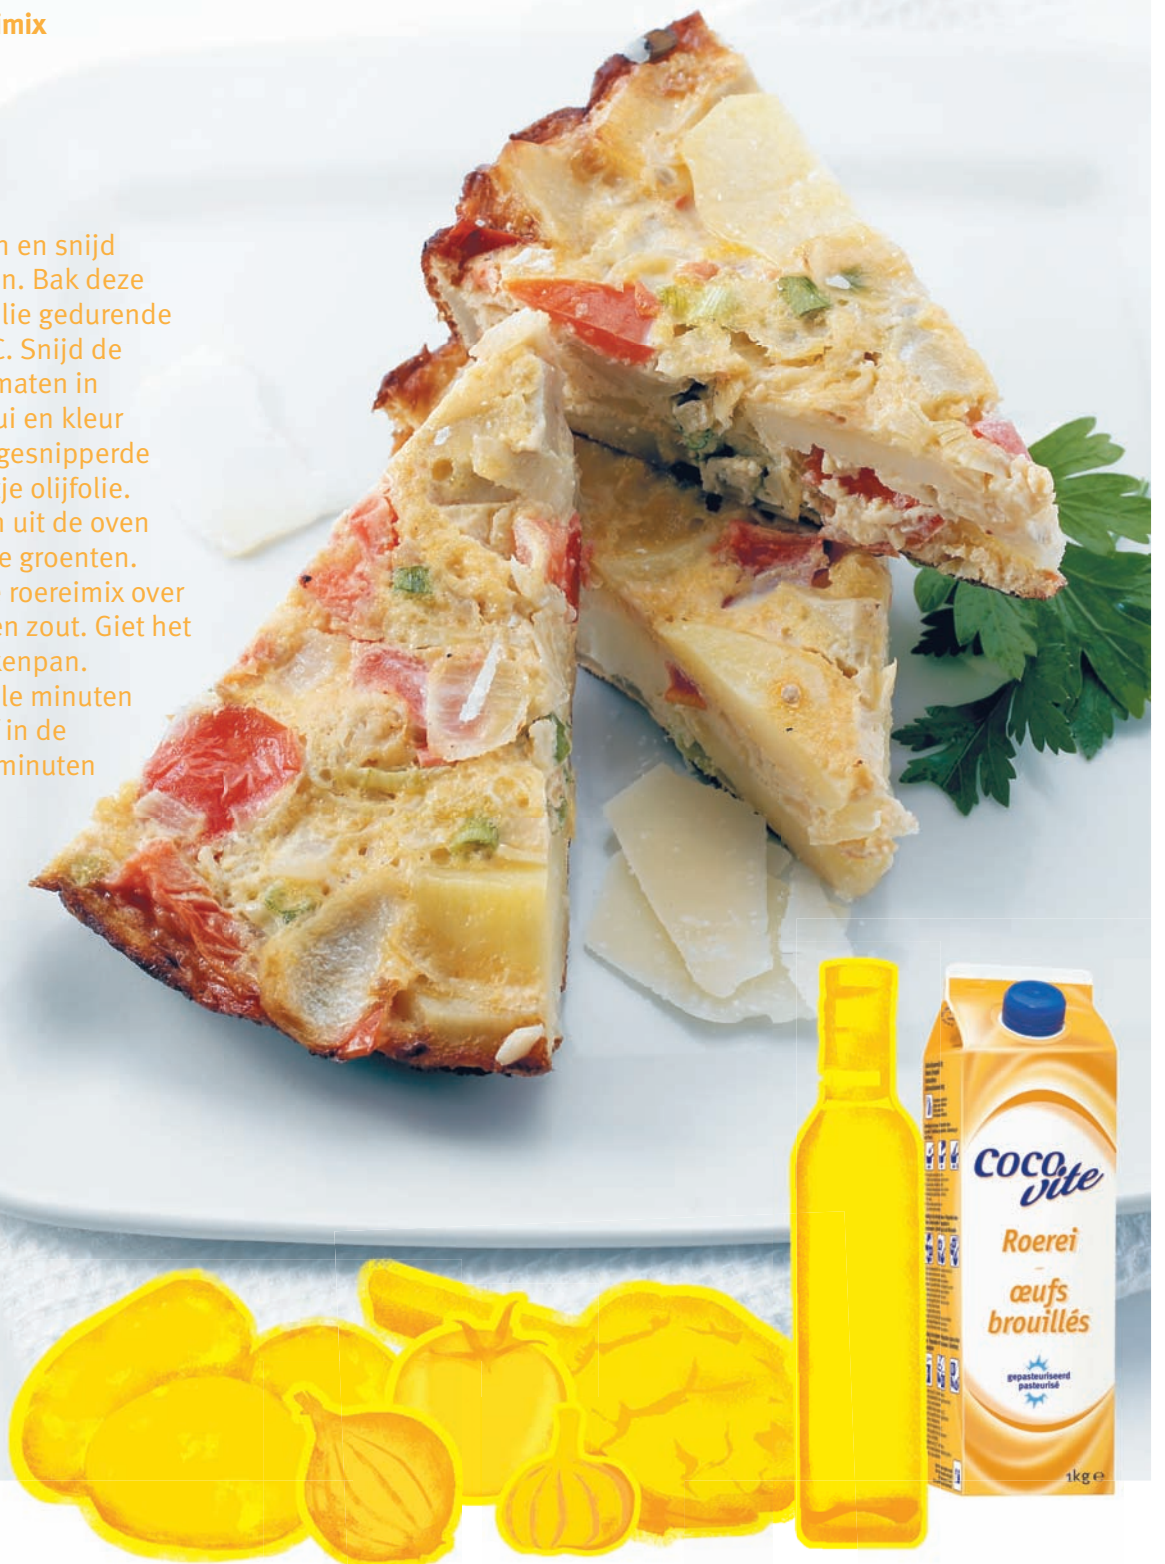 imix
n en snijd
n. Bak deze
lie gedurende
C. Snijd de
maten in
ui en kleur
gesnipperde
je olijfolie.
n uit de oven
e groenten.
roereimix over
en zout. Giet het
kenpan.
le minuten
in de
minuten
Coco
vite
Roerei
œufs
brouillés
gepasteuriseerd
pasteurisé
1kg ℮